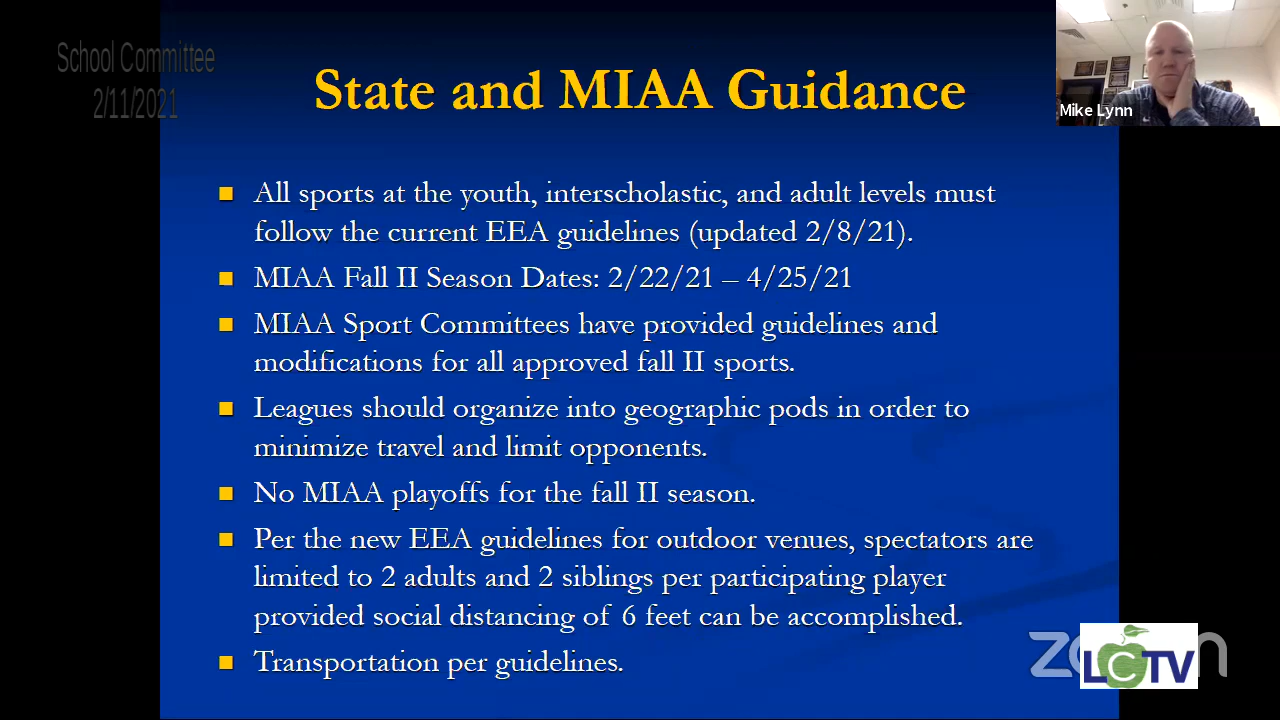 School Committee
2/11/2021
State and MIAA Guidance
Mike Lynn
All sports at the youth, interscholastic, and adult levels must
follow the current EEA guidelines (updated 2/8/21).
MIAA Fall II Season Dates: 2/22/21 – 4/25/21
MIAA Sport Committees have provided guidelines and
modifications for all approved fall II sports.
Leagues should organize into geographic pods in order to
minimize travel and limit opponents.
No MIAA playoffs for the fall II season.
Per the new EEA guidelines for outdoor venues, spectators are
limited to 2 adults and 2 siblings per participating player
provided social distancing of 6 feet can be accomplished.
Transportation per guidelines.
LCTV